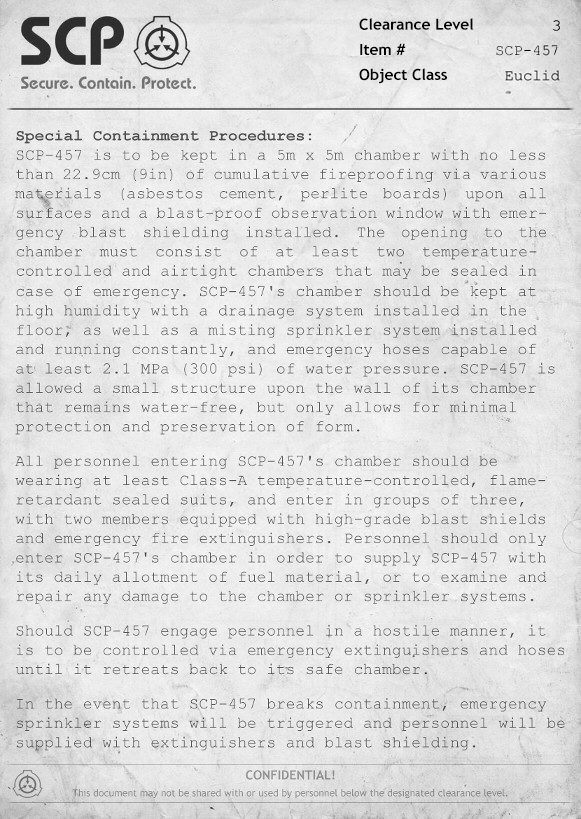 SCP
Secure. Contain. Protect.
Clearance Level 3
Item # SCP-457
Object Class Euclid
Special Containment Procedures:
SCP-457 is to be kept in a 5m x 5m chamber with no less
than 22.9cm (9in) of cumulative fireproofing via various
materials (asbestos cement, perlite boards) upon all
surfaces and a blast-proof observation window with emer-
gency blast shielding installed. The opening to the
chamber must consist of at least two temperature-
controlled and airtight chambers that may be sealed in
case of emergency. SCP-457's chamber should be kept at
high humidity with a drainage system installed in the
floor, as well as a misting sprinkler system installed
and running constantly, and emergency hoses capable of
at least 2.1 MPa (300 psi) of water pressure. SCP-457 is
allowed a small structure upon the wall of its chamber
that remains water-free, but only allows for minimal
protection and preservation of form.
All personnel entering SCP-457's chamber should be
wearing at least Class-A temperature-controlled, flame-
retardant sealed suits, and enter in groups of three,
with two members equipped with high-grade blast shields
and emergency fire extinguishers. Personnel should only
enter SCP-457's chamber in order to supply SCP-457 with
its daily allotment of fuel material, or to examine and
repair any damage to the chamber or sprinkler systems.
Should SCP-457 engage personnel in a hostile manner, it
is to be controlled via emergency extinguishers and hoses
until it retreats back to its safe chamber.
In the event that SCP-457 breaks containment, emergency
sprinkler systems will be triggered and personnel will be
supplied with extinguishers and blast shielding.
CONFIDENTIAL!
This document may not be shared with or used by personnel below the designated clearance level.